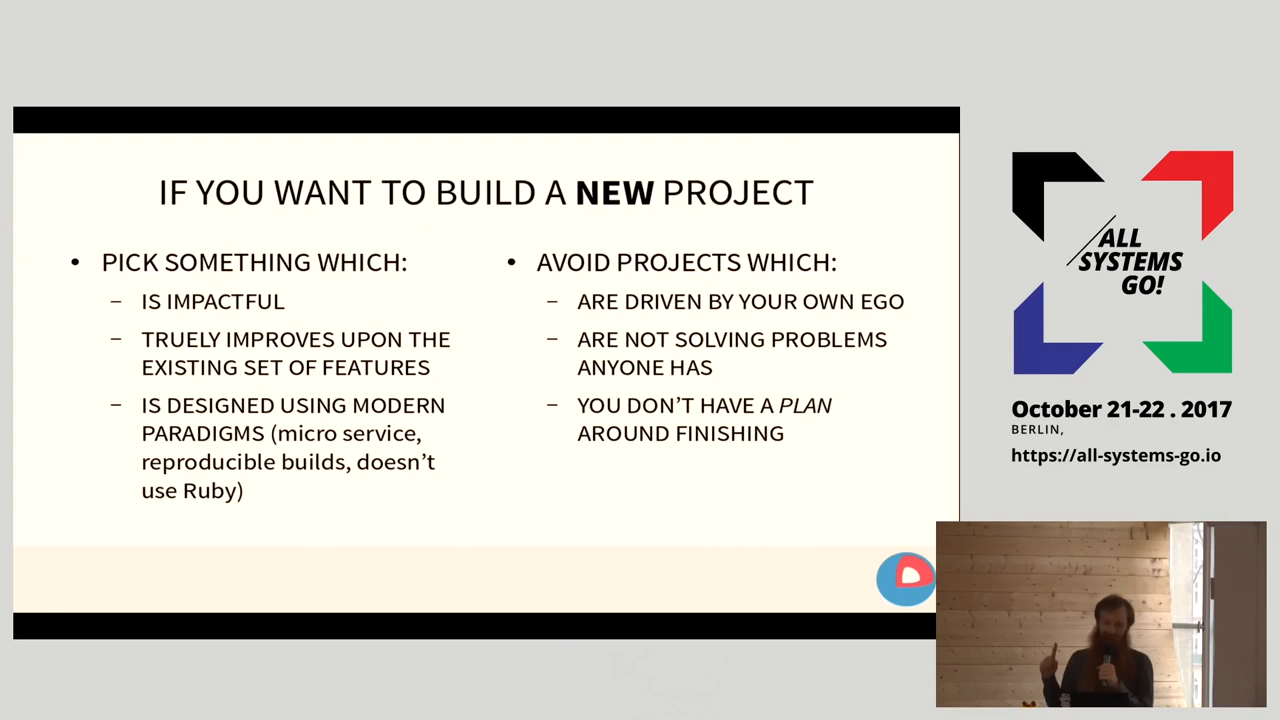 IF YOU WANT TO BUILD A NEW PROJECT
• PICK SOMETHING WHICH:
– IS IMPACTFUL
– TRUELY IMPROVES UPON THE
EXISTING SET OF FEATURES
– IS DESIGNED USING MODERN
PARADIGMS (micro service,
reproducible builds, doesn't
use Ruby)
• AVOID PROJECTS WHICH:
– ARE DRIVEN BY YOUR OWN EGO
– ARE NOT SOLVING PROBLEMS
ANYONE HAS
– YOU DON'T HAVE A PLAN
AROUND FINISHING
ALL
SYSTEMS
GO!
October 21-22 . 2017
BERLIN,
https://all-systems-go.io